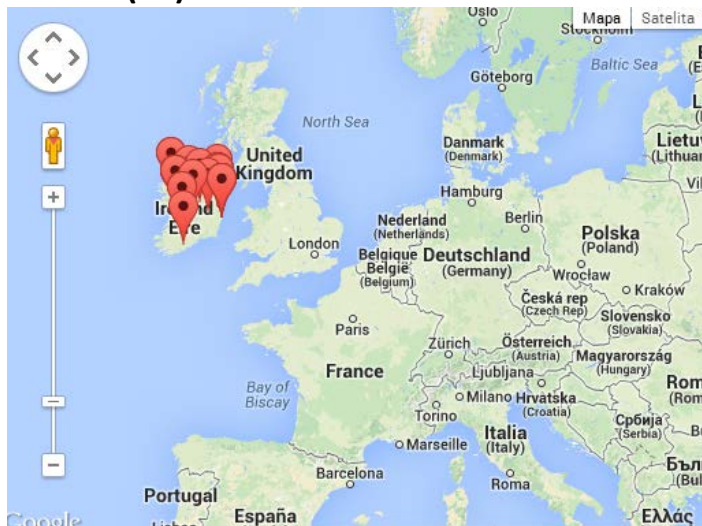 Oslo
Mapa
Satelita
Stockholm
Baltic Sea
Göteborg
North Sea
Danmark
(Denmark)
United
Kingdom
Hamburg
Berlin
Nederland
(Netherlands)
London
Polska
(Poland)
België
(Belgium)
Deutschland
(Germany)
Wrocław
Kraków
Česká rep
(Czech Rep)
Slovensko
(Slovakia)
Paris
Zürich
Österreich
(Austria)
Magyarország
(Hungary)
France
Ljubljana
Bay of
Biscay
Milano
Hrvatska
(Croatia)
Torino
Србија
(Serbia)
Marseille
Italia
(Italy)
Barcelona
Roma
Portugal
España
Ελλάς
Google